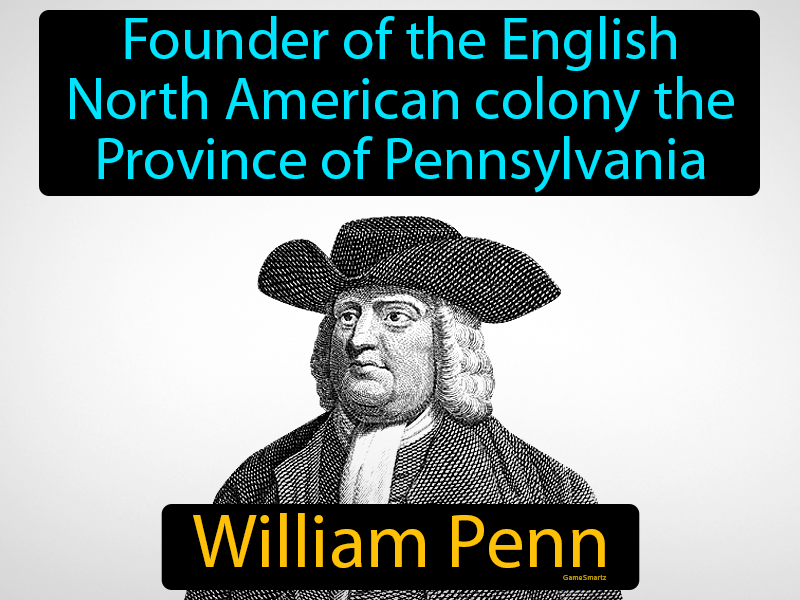 Founder of the English
North American colony the
Province of Pennsylvania
William Penn
GameSmartz